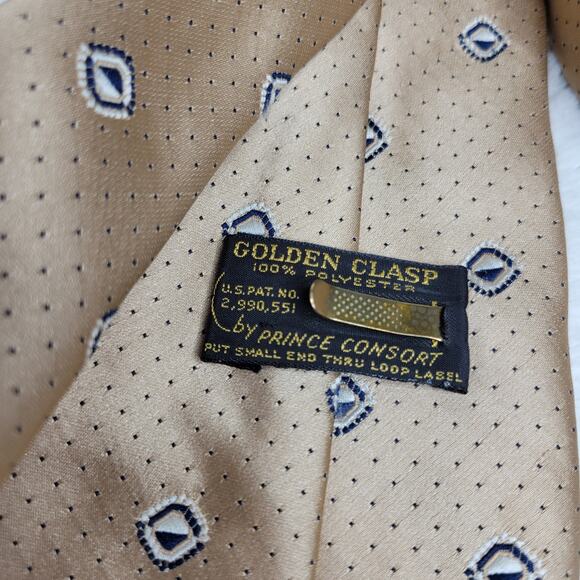 GOLDEN CLASP
100% POLYESTER
U.S. PAT. NO.
2,990,551
by PRINCE CONSORT
PUT SMALL END THRU LOOP LABEL